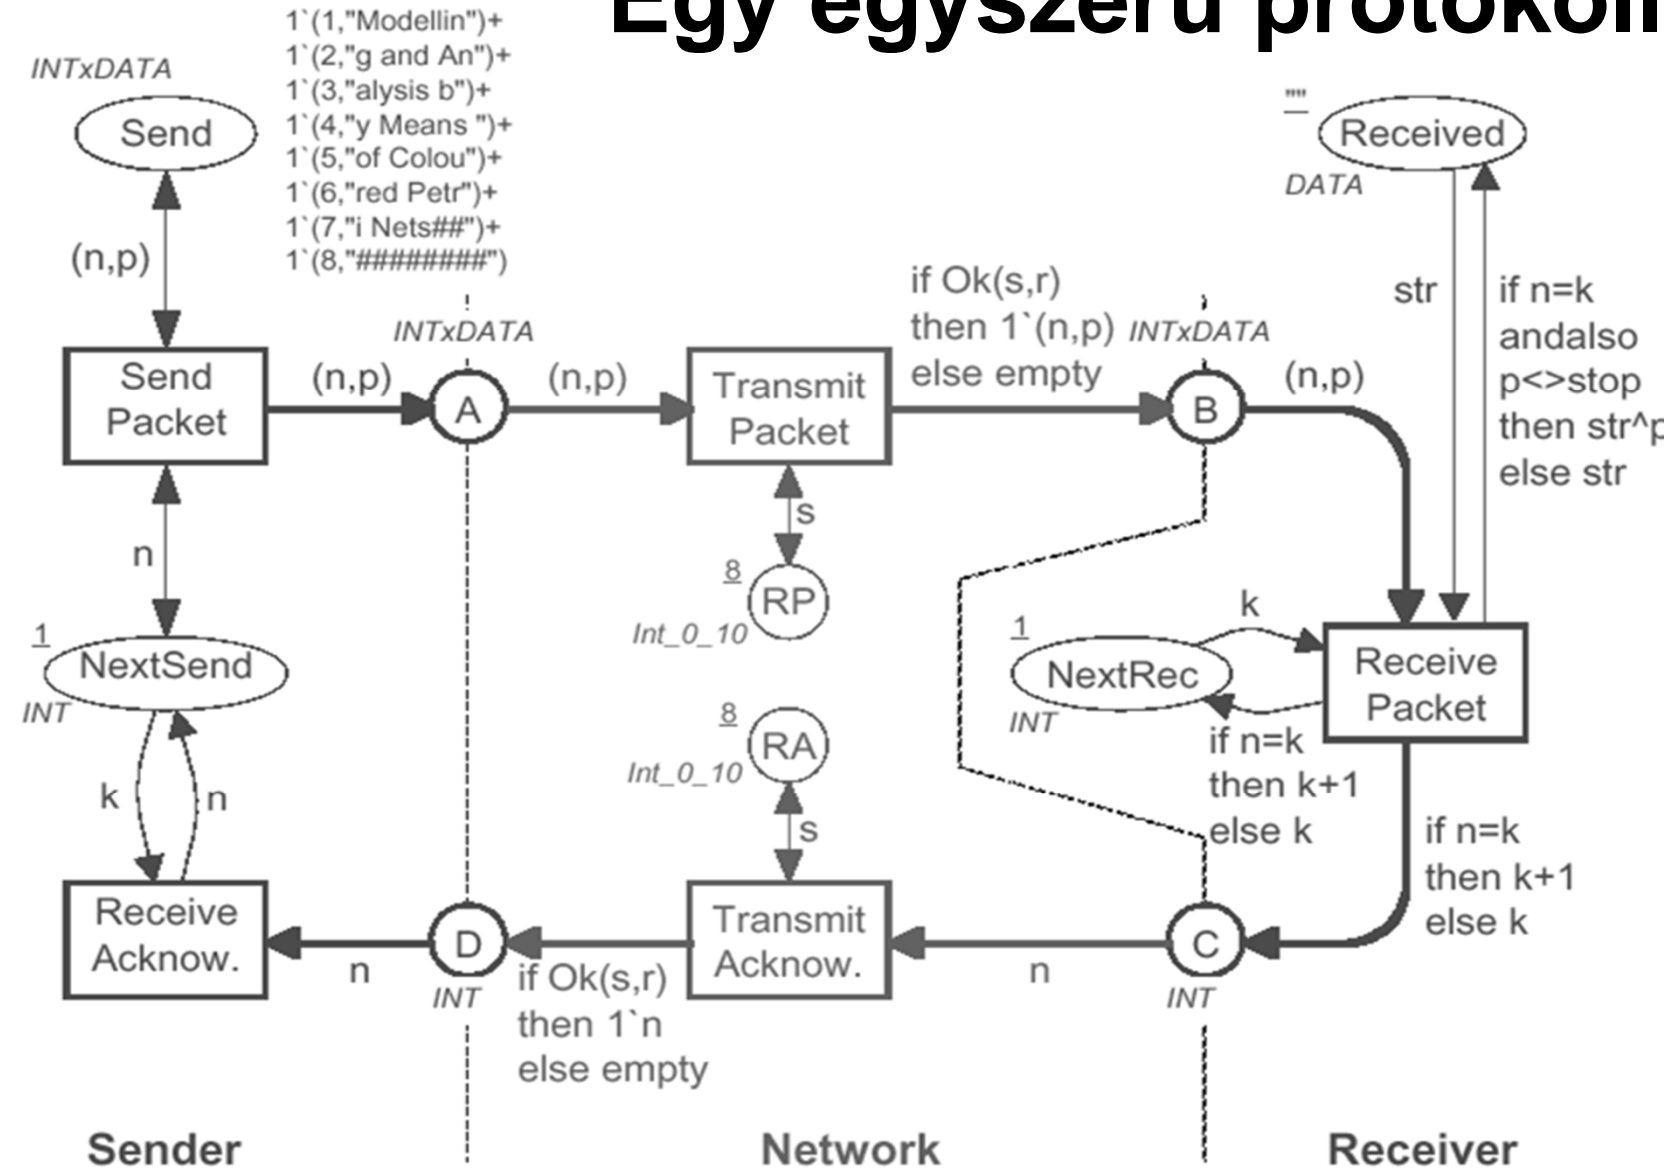 Egy egyszerű protokoll
1`(1,"Modellin")+
1`(2,"g and An")+
1`(3,"alysis b")+
1`(4,"y Means ")+
1`(5,"of Colou")+
1`(6,"red Petr")+
1`(7,"i Nets##")+
1`(8,"########")
INTxDATA
Send
(n,p)
Send
Packet
(n,p)
INTxDATA
A
(n,p)
Transmit
Packet
if Ok(s,r)
then 1`(n,p)
else empty
INTxDATA
B
(n,p)
""
Received
DATA
str
if n=k
andalso
p<>stop
then str^p
else str
n
1
NextSend
INT
k
n
s
8
RP
Int_0_10
8
RA
Int_0_10
s
1
NextRec
INT
k
if n=k
then k+1
else k
Receive
Packet
if n=k
then k+1
else k
Receive
Acknow.
n
D
INT
if Ok(s,r)
then 1`n
else empty
Transmit
Acknow.
n
C
INT
Sender
Network
Receiver